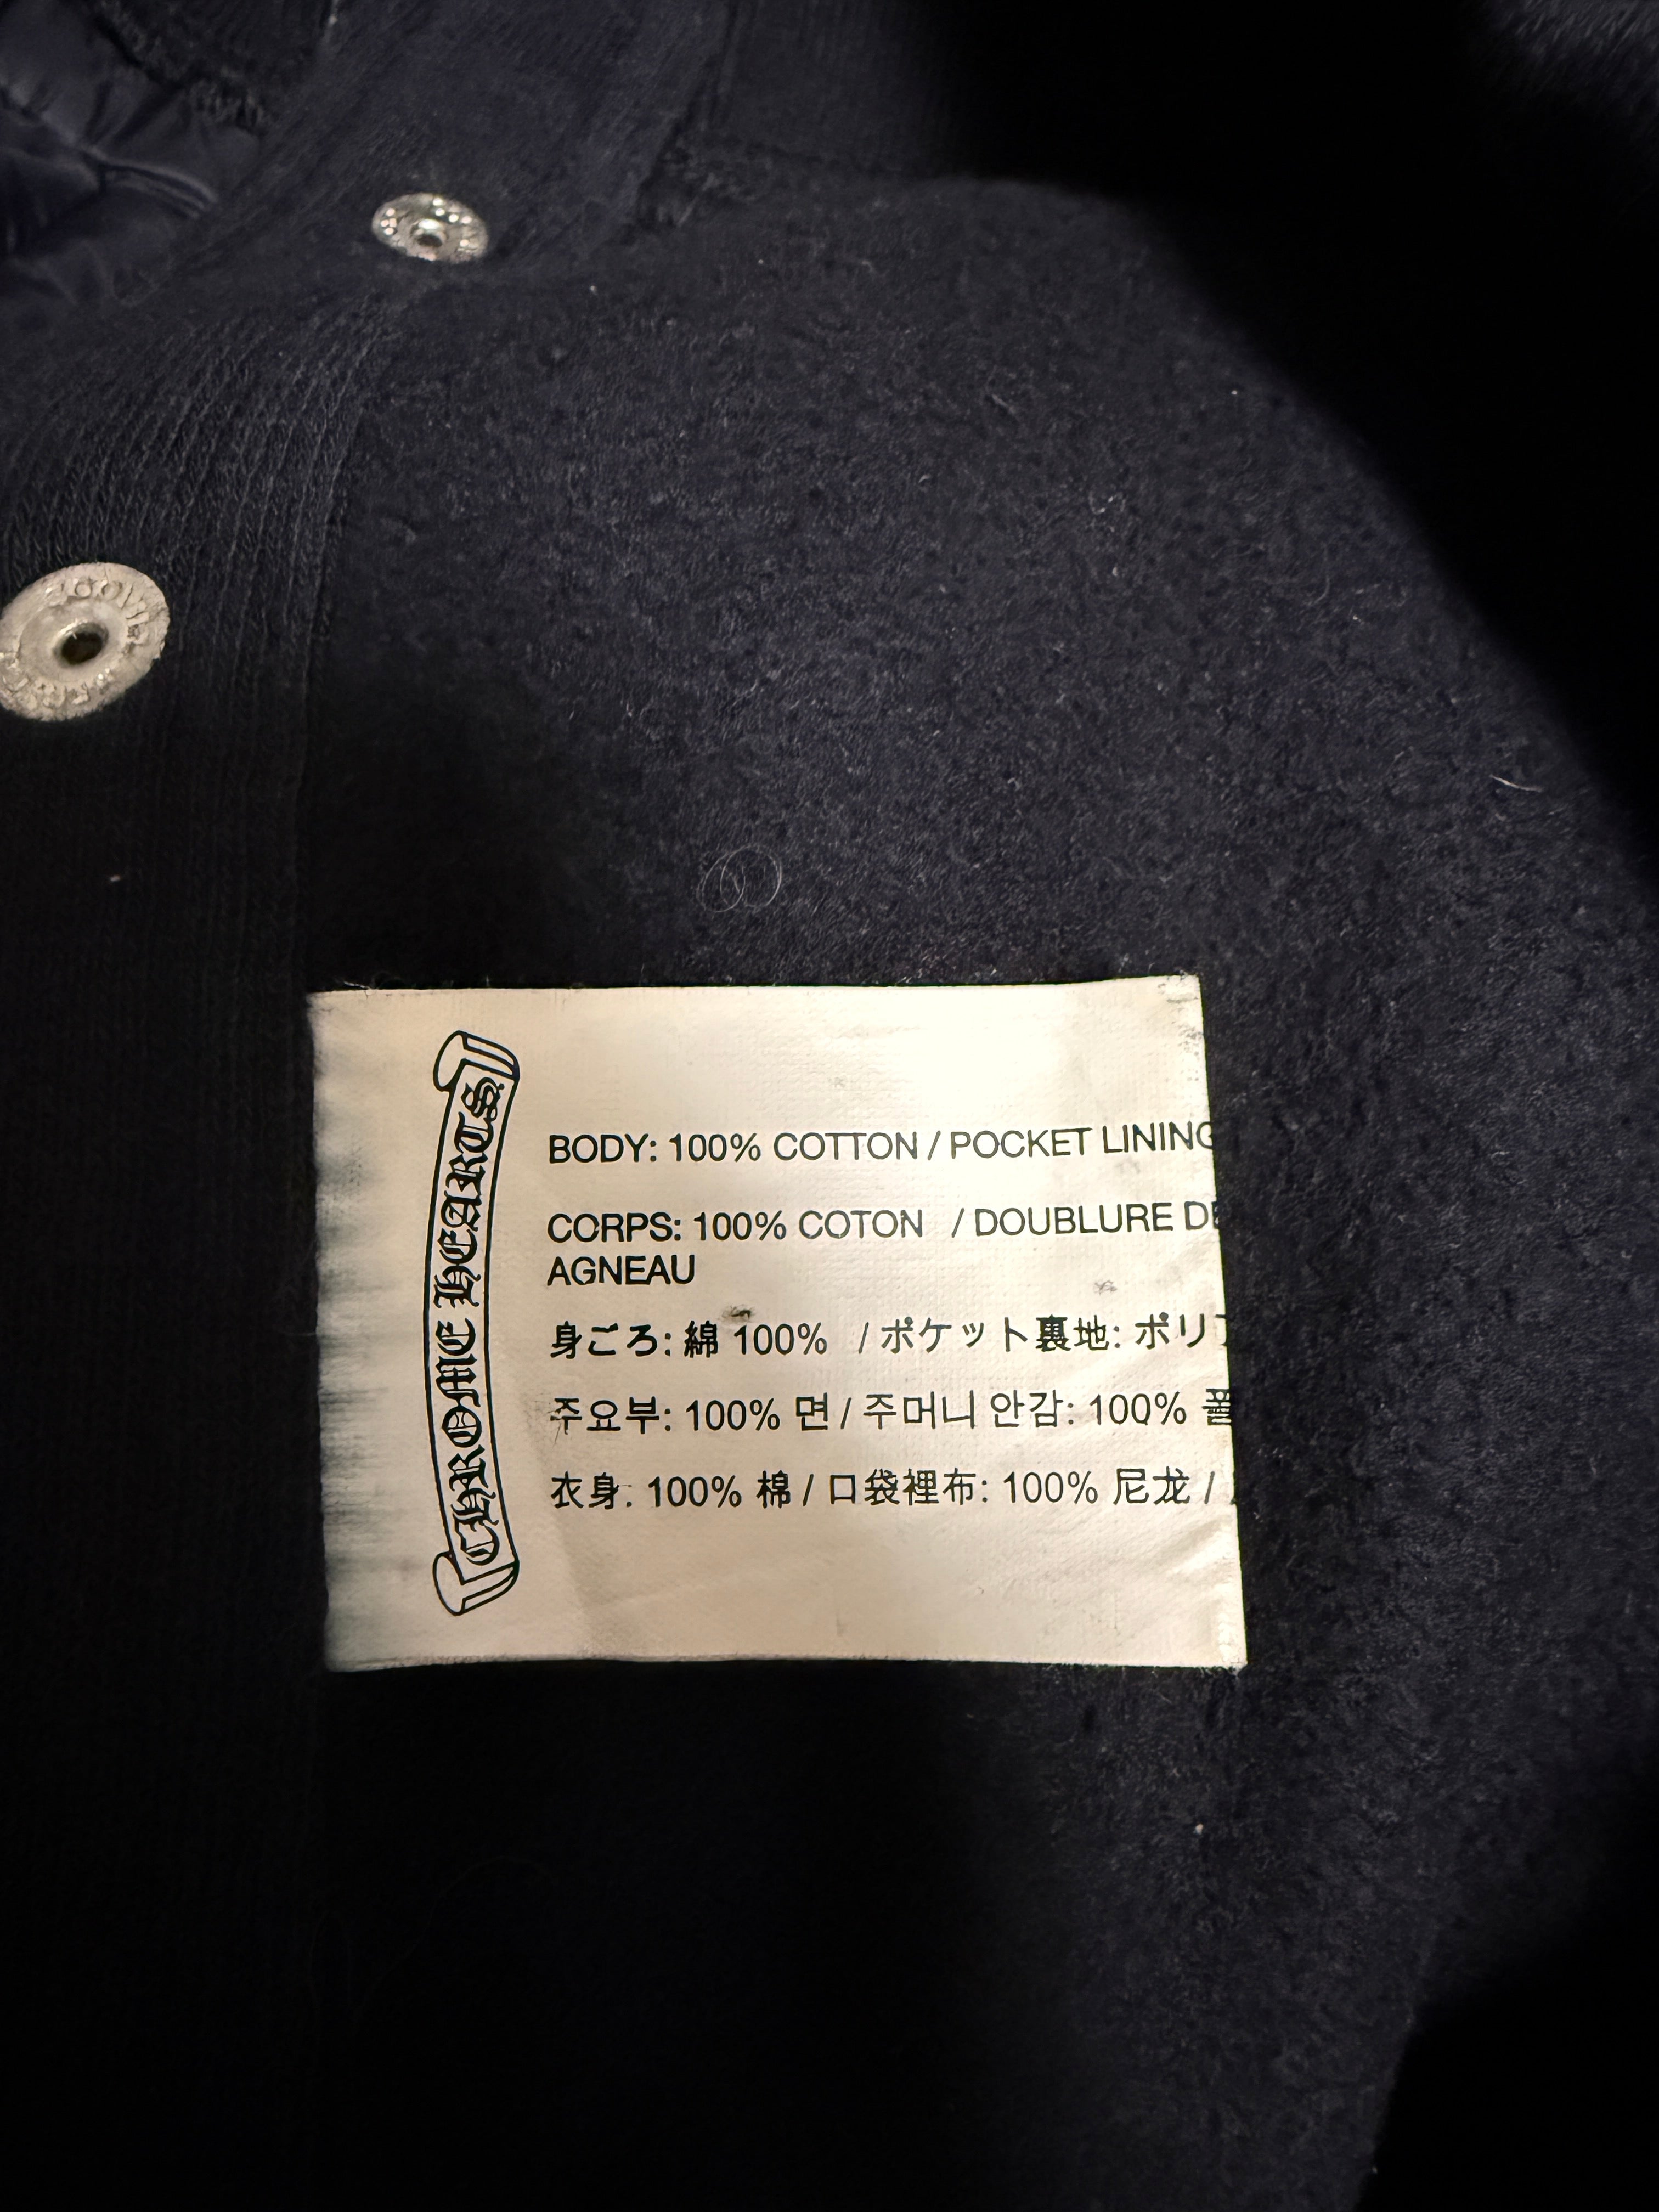 CHROME HEARTS
BODY: 100% COTTON / POCKET LINING
CORPS: 100% COTON / DOUBLURE DE
AGNEAU
身ごろ: 綿 100% / ポケット裏地: ポリ
주요부: 100% 면 / 주머니 안감: 100%
衣身: 100% 棉 / 口袋裡布: 100% 尼龙 /